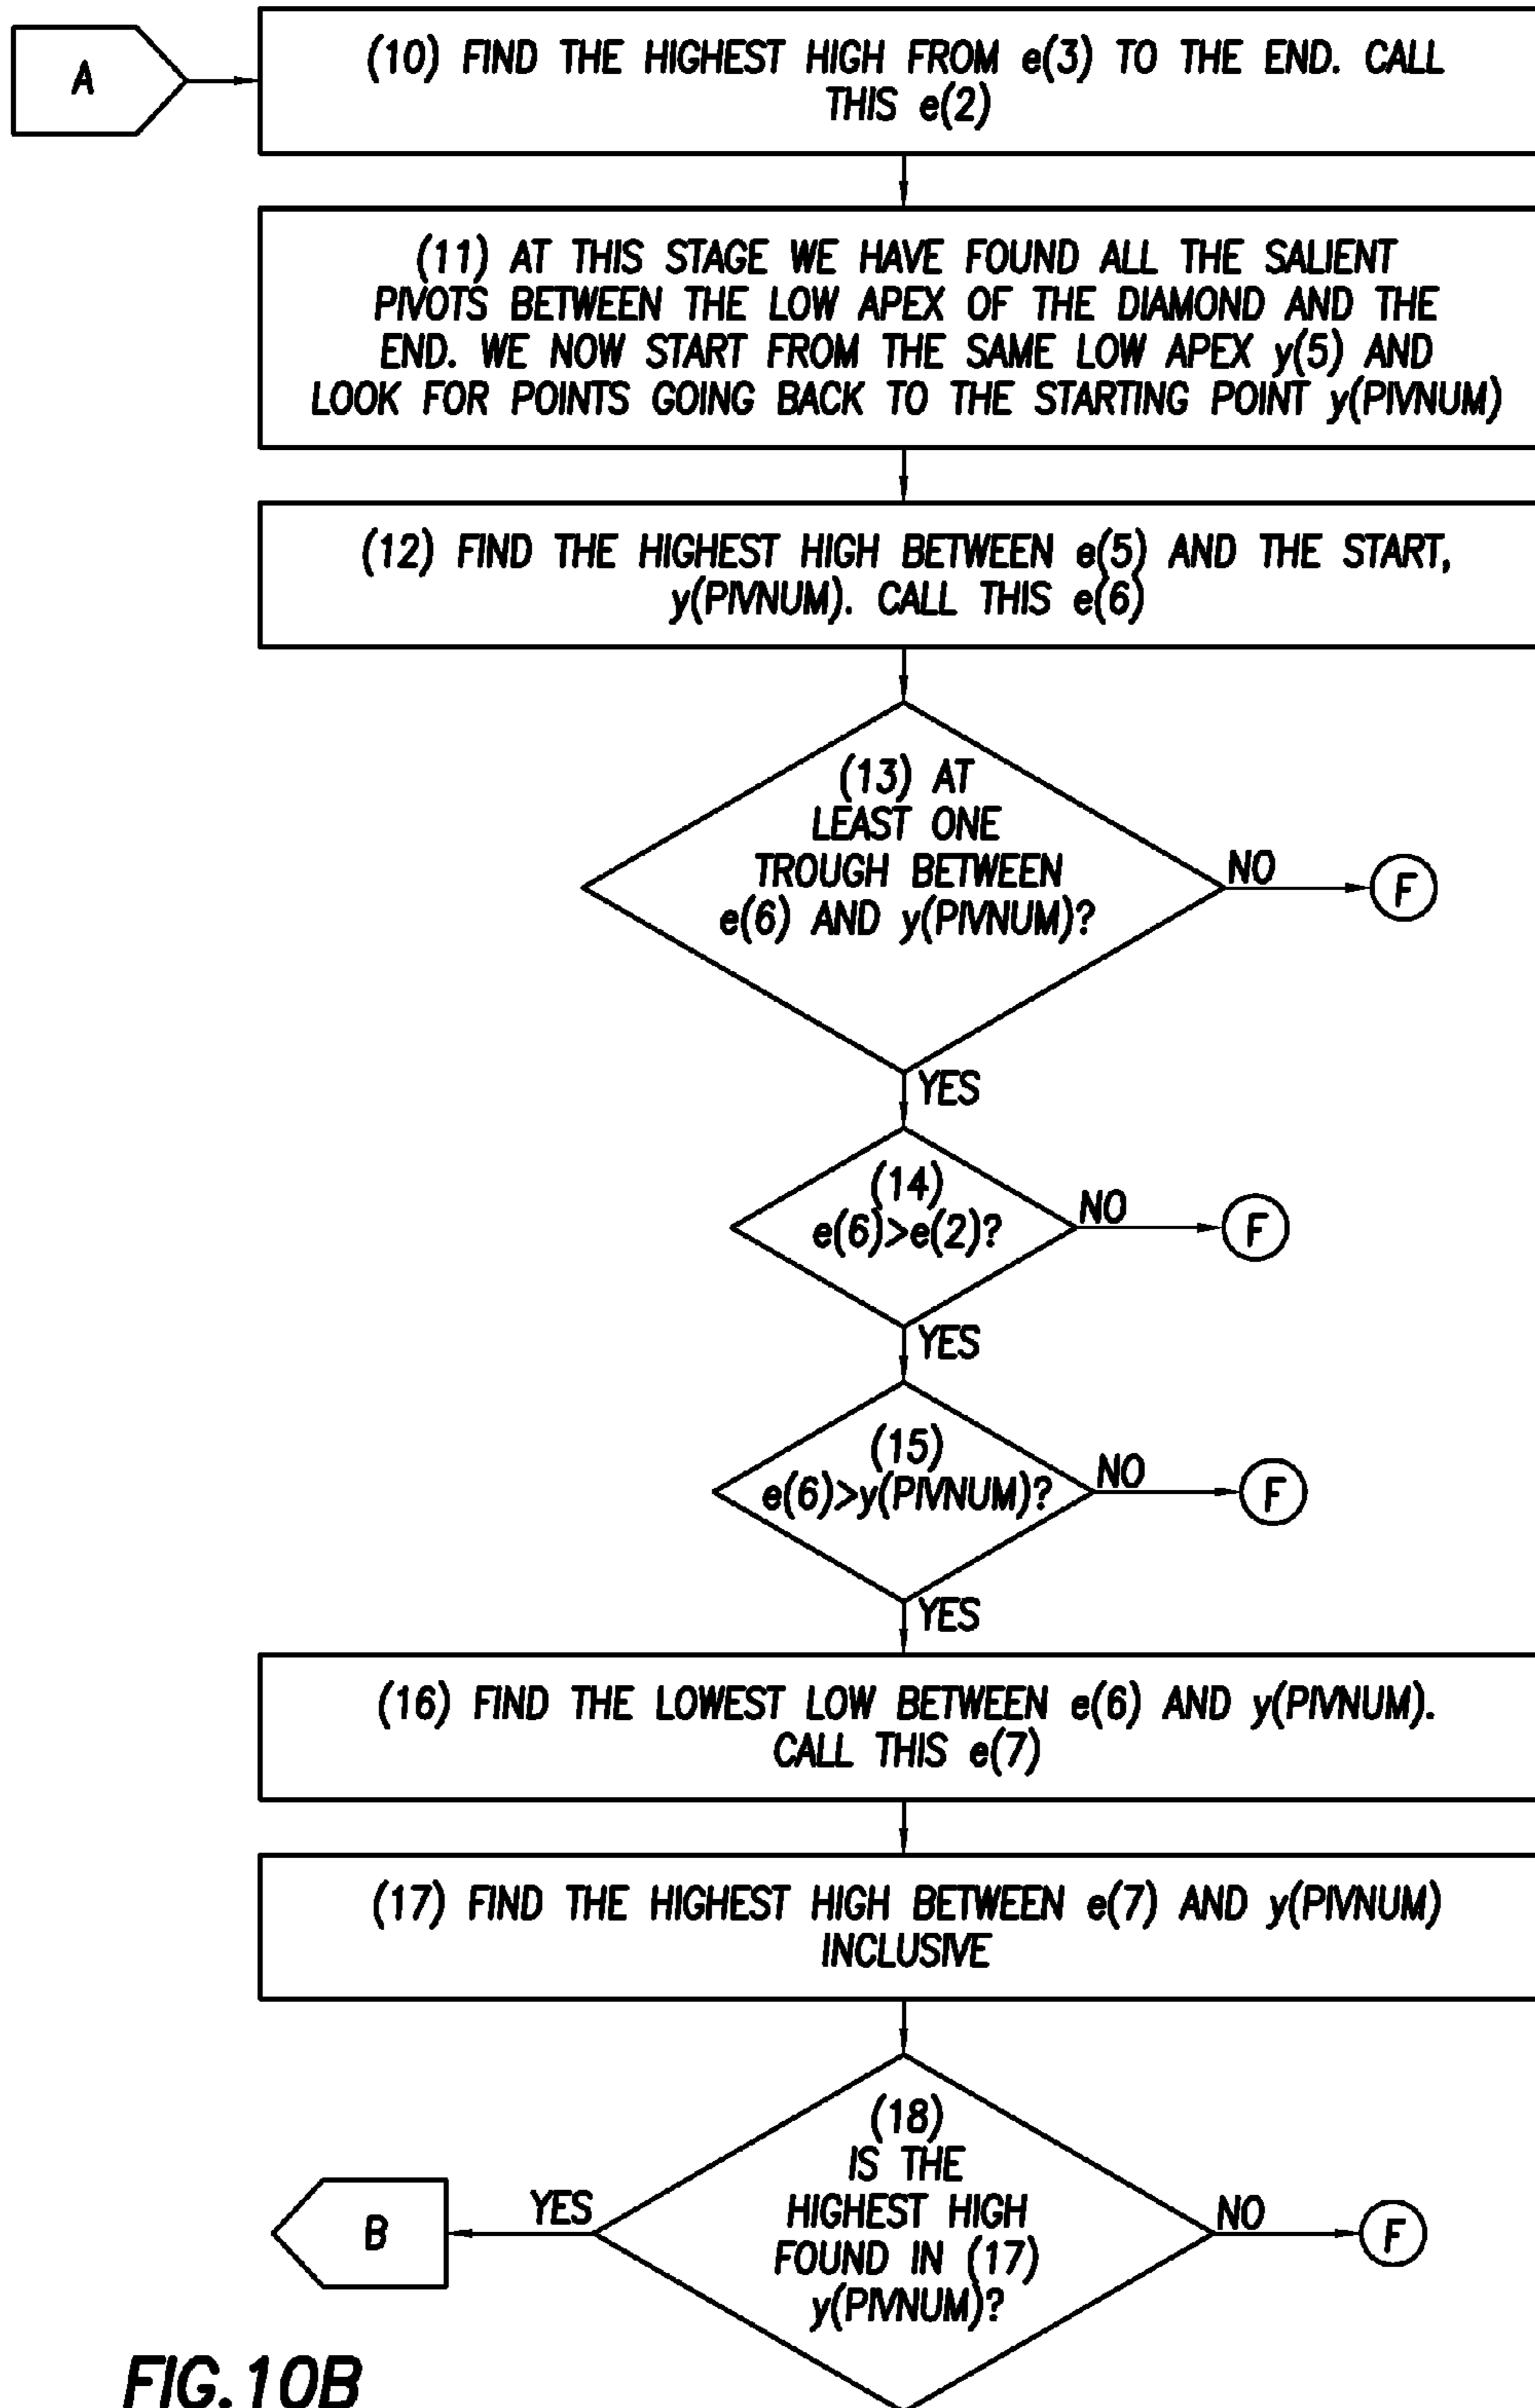 A
(10) FIND THE HIGHEST HIGH FROM e(3) TO THE END. CALL
THIS e(2)
(11) AT THIS STAGE WE HAVE FOUND ALL THE SALIENT
PIVOTS BETWEEN THE LOW APEX OF THE DIAMOND AND THE
END. WE NOW START FROM THE SAME LOW APEX y(5) AND
LOOK FOR POINTS GOING BACK TO THE STARTING POINT y(PIVNUM)
(12) FIND THE HIGHEST HIGH BETWEEN e(5) AND THE START,
y(PIVNUM). CALL THIS e(6)
(13) AT
LEAST ONE
TROUGH BETWEEN
e(6) AND y(PIVNUM)?
NO
F
YES
(14)
e(6)>e(2)?
NO
F
YES
(15)
e(6)>y(PIVNUM)?
NO
F
YES
(16) FIND THE LOWEST LOW BETWEEN e(6) AND y(PIVNUM).
CALL THIS e(7)
(17) FIND THE HIGHEST HIGH BETWEEN e(7) AND y(PIVNUM)
INCLUSIVE
(18)
IS THE
HIGHEST HIGH
FOUND IN (17)
y(PIVNUM)?
YES
B
NO
F
FIG.10B